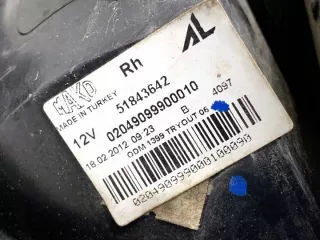 MAKO
Rh
AL
MADE IN TURKEY
51843642
12V
02049099900010
18.02.2012 09:23
B
4097
ODM 1399 TRYOUT 06
020490999000100090